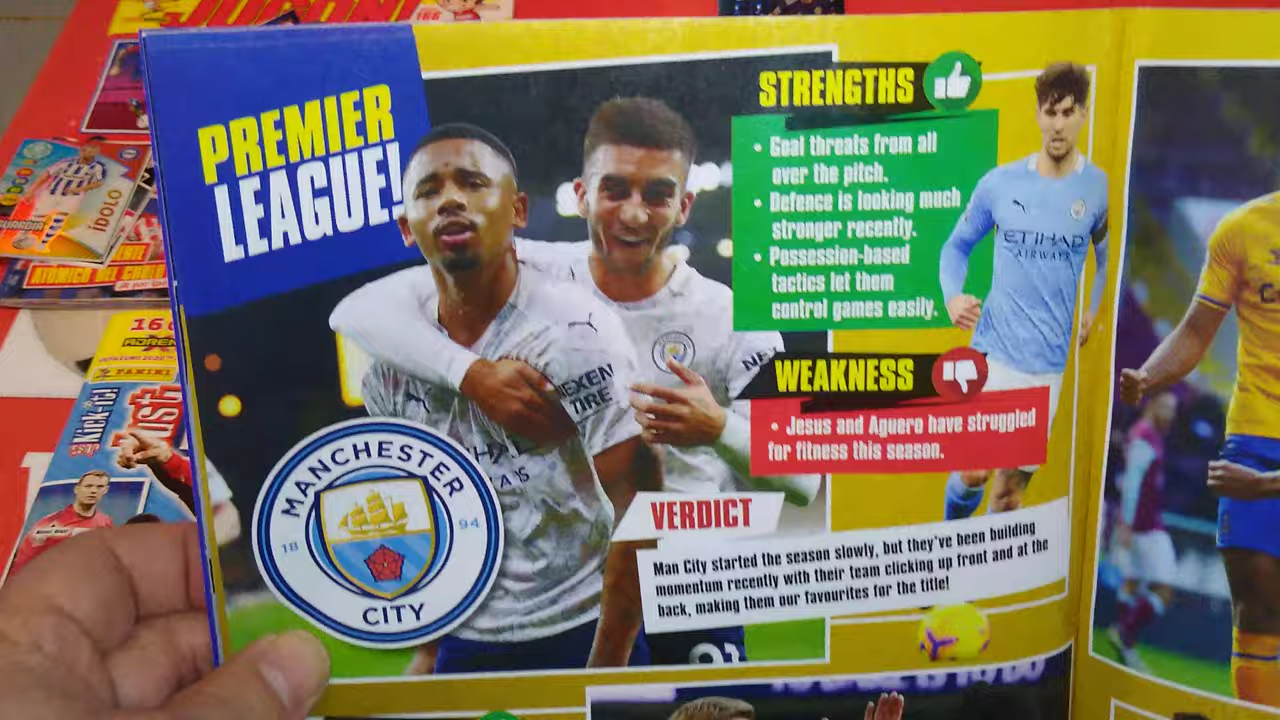 PREMIER
LEAGUE!
STRENGTHS
• Goal threats from all
over the pitch.
• Defence is looking much
stronger recently.
• Possession-based
tactics let them
control games easily.
ETIHAD
AIRWAYS
WEAKNESS
• Jesus and Aguero have struggled
for fitness this season.
NEXEN
TIRE
MANCHESTER
18 94
CITY
VERDICT
Man City started the season slowly, but they've been building
momentum recently with their team clicking up front and at the
back, making them our favourites for the title!
ÍDOLO
16
PANINI
Kick-it!